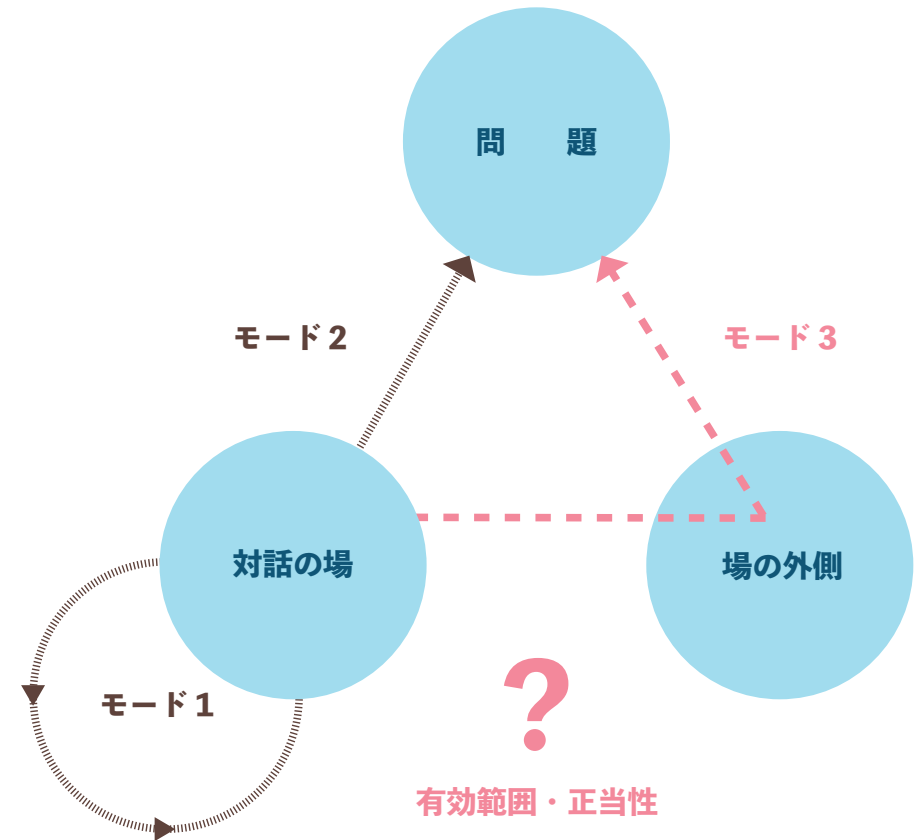 問　　題
モード２
モード３
対話の場
場の外側
モード１
？
有効範囲・正当性